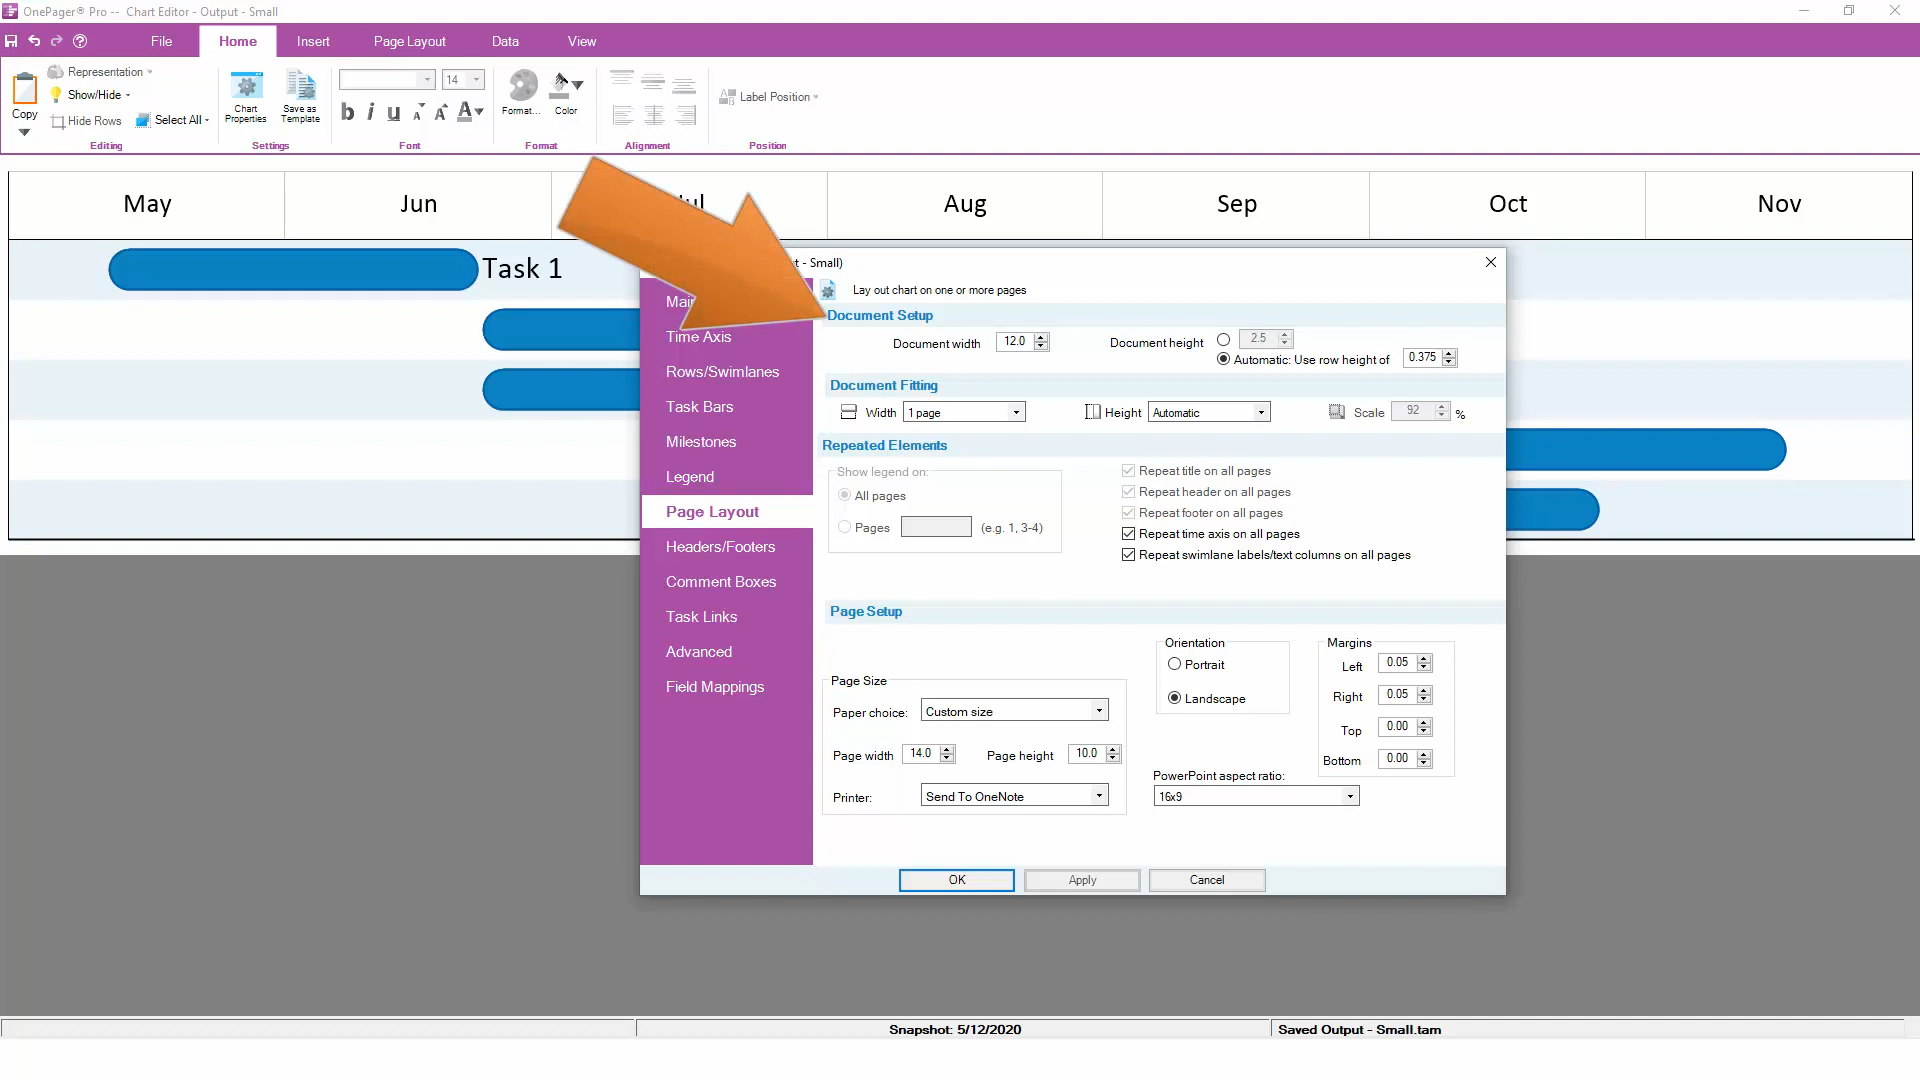 OnePager® Pro -- Chart Editor - Output - Small
File Home Insert Page Layout Data View
Copy
Representation
Show/Hide
Hide Rows
Select All
Editing
Chart Properties
Save as Template
Settings
14
b i u A A A
Font
Format...
Color
Format
Alignment
Label Position
Position
May Jun Aug Sep Oct Nov
Task 1
t - Small)
Main
Time Axis
Rows/Swimlanes
Task Bars
Milestones
Legend
Page Layout
Headers/Footers
Comment Boxes
Task Links
Advanced
Field Mappings
Lay out chart on one or more pages
Document Setup
Document width 12.0
Document height 2.5
Automatic: Use row height of 0.375
Document Fitting
Width 1 page Height Automatic Scale 92 %
Repeated Elements
Show legend on:
All pages
Pages (e.g. 1, 3-4)
Repeat title on all pages
Repeat header on all pages
Repeat footer on all pages
Repeat time axis on all pages
Repeat swimlane labels/text columns on all pages
Page Setup
Page Size
Paper choice: Custom size
Page width 14.0 Page height 10.0
Printer: Send To OneNote
Orientation
Portrait
Landscape
Margins
Left 0.05
Right 0.05
Top 0.00
Bottom 0.00
PowerPoint aspect ratio:
16x9
OK Apply Cancel
Snapshot: 5/12/2020
Saved Output - Small.tam